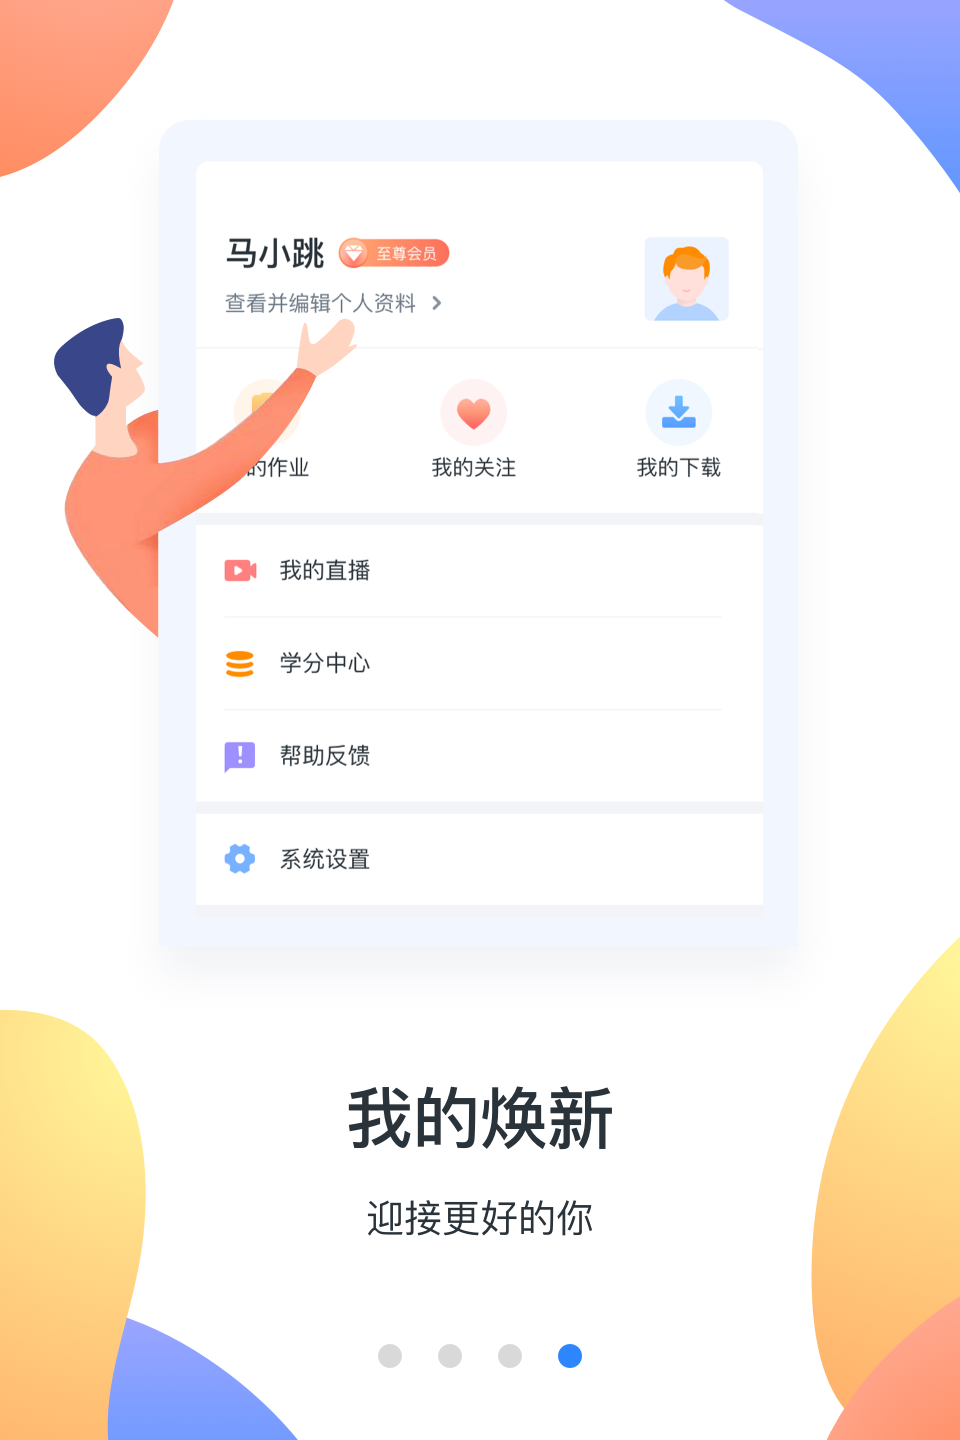 马小跳 至尊会员
查看并编辑个人资料
的作业 我的关注 我的下载
我的直播
学分中心
帮助反馈
系统设置
我的焕新
迎接更好的你